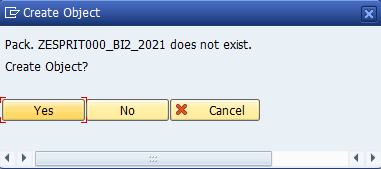 Create Object
Pack. ZESPRIT000_BI2_2021 does not exist.
Create Object?
Yes
No
Cancel